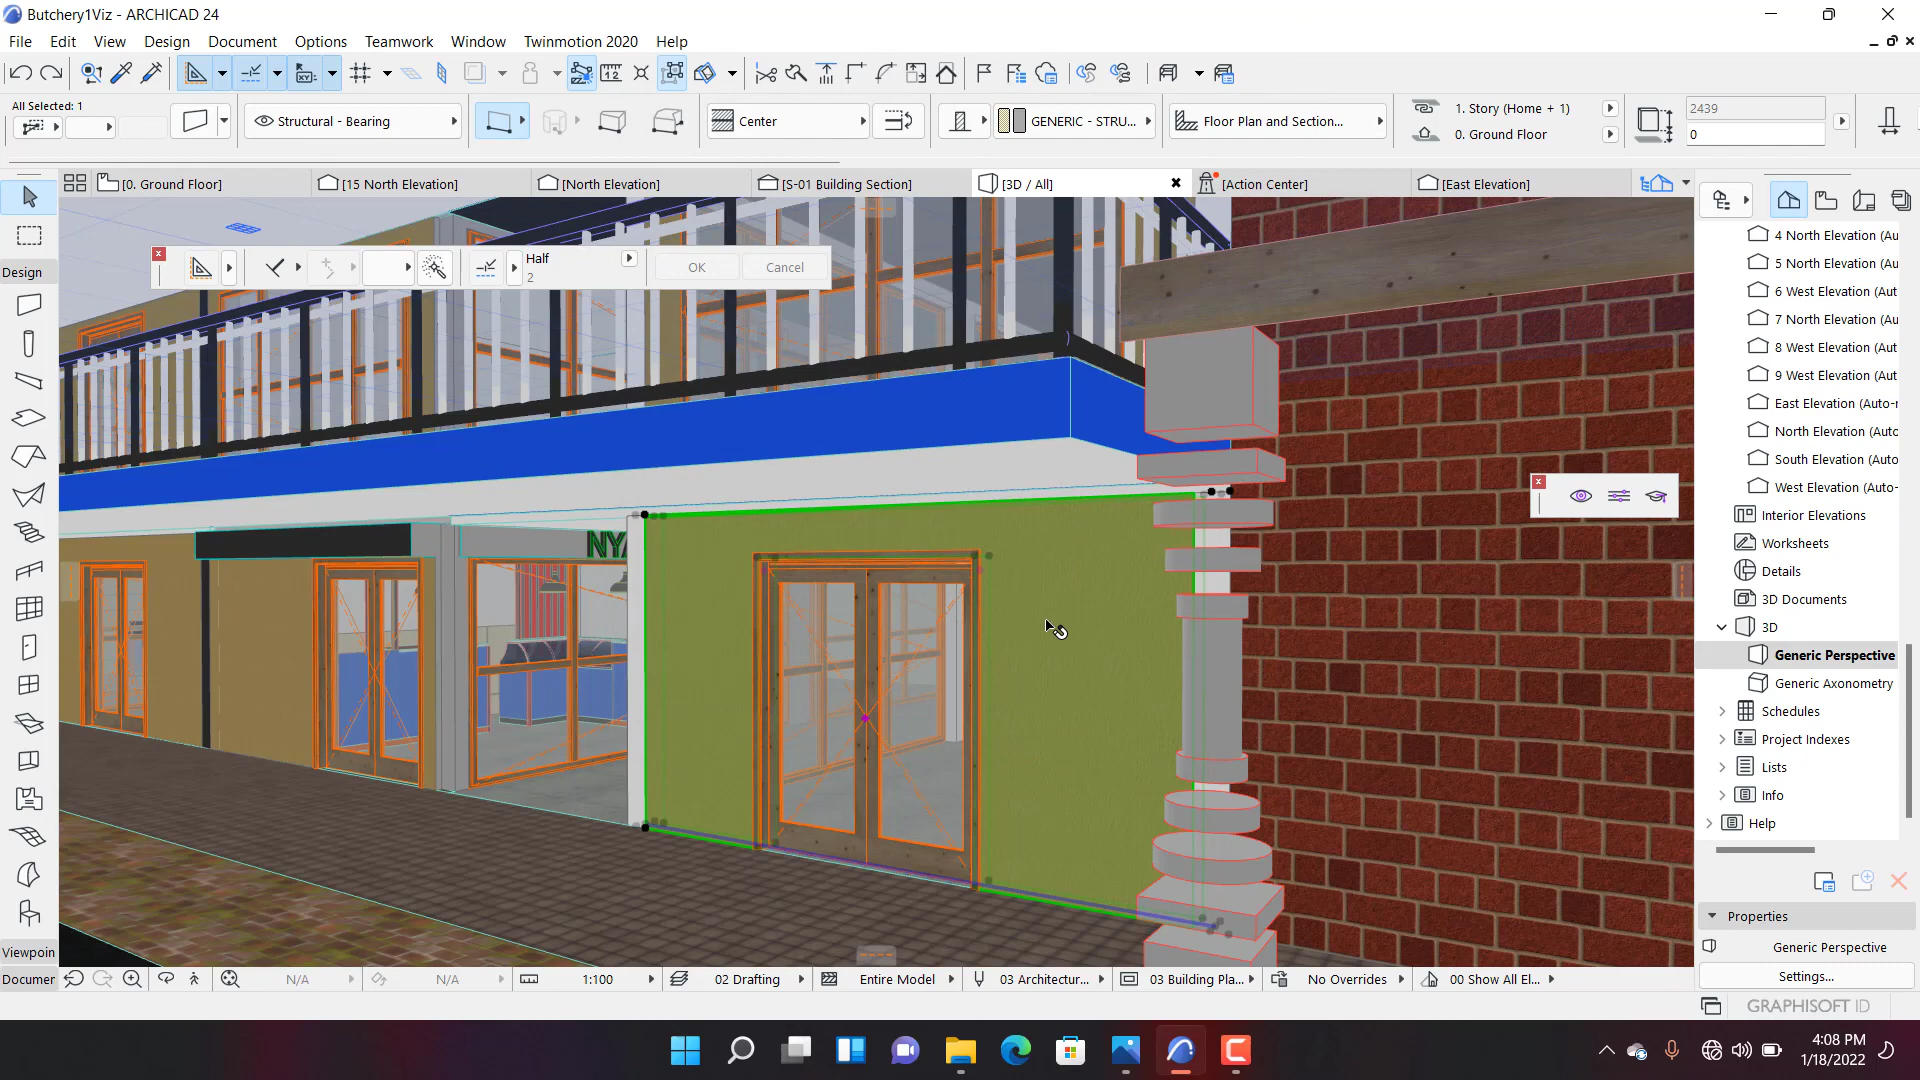 Butchery1Viz - ARCHICAD 24
File Edit View Design Document Options Teamwork Window Twinmotion 2020 Help
All Selected: 1
Structural - Bearing
Center
GENERIC - STRU...
Floor Plan and Section...
1. Story (Home + 1)
0. Ground Floor
2439
0
[0. Ground Floor]
[15 North Elevation]
[North Elevation]
[S-01 Building Section]
[3D / All]
[Action Center]
[East Elevation]
Design
Half
2
OK
Cancel
NY
4 North Elevation (Au
5 North Elevation (Au
6 West Elevation (Aut
7 North Elevation (Au
8 West Elevation (Aut
9 West Elevation (Aut
East Elevation (Auto-r
North Elevation (Auto
South Elevation (Auto
West Elevation (Auto-
Interior Elevations
Worksheets
Details
3D Documents
3D
Generic Perspective
Generic Axonometry
Schedules
Project Indexes
Lists
Info
Help
Properties
Generic Perspective
Settings...
Viewpoin
Documer
N/A
N/A
1:100
02 Drafting
Entire Model
03 Architectur...
03 Building Pla...
No Overrides
00 Show All El...
GRAPHISOFT ID
4:08 PM
1/18/2022